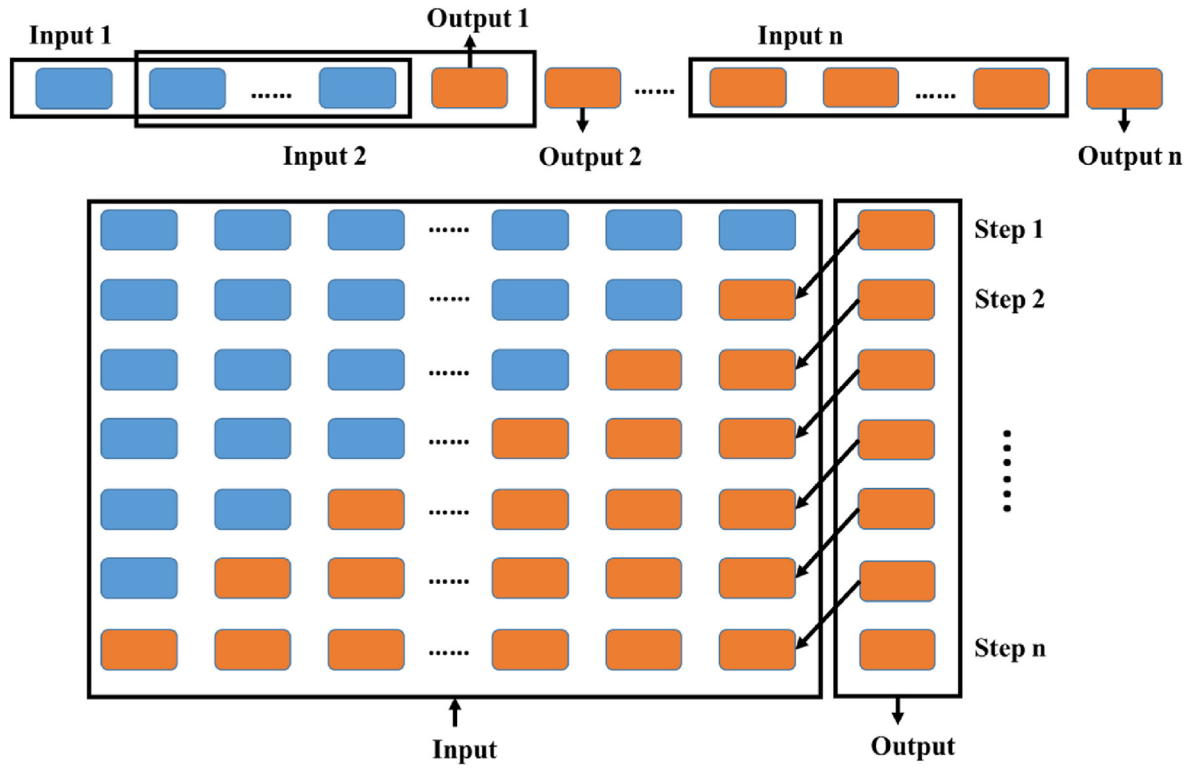 Output 1
Input 1
Input n
......
......
......
Input 2
Output 2
Output n
......
Step 1
......
Step 2
......
......
......
......
......
Step n
Input
Output